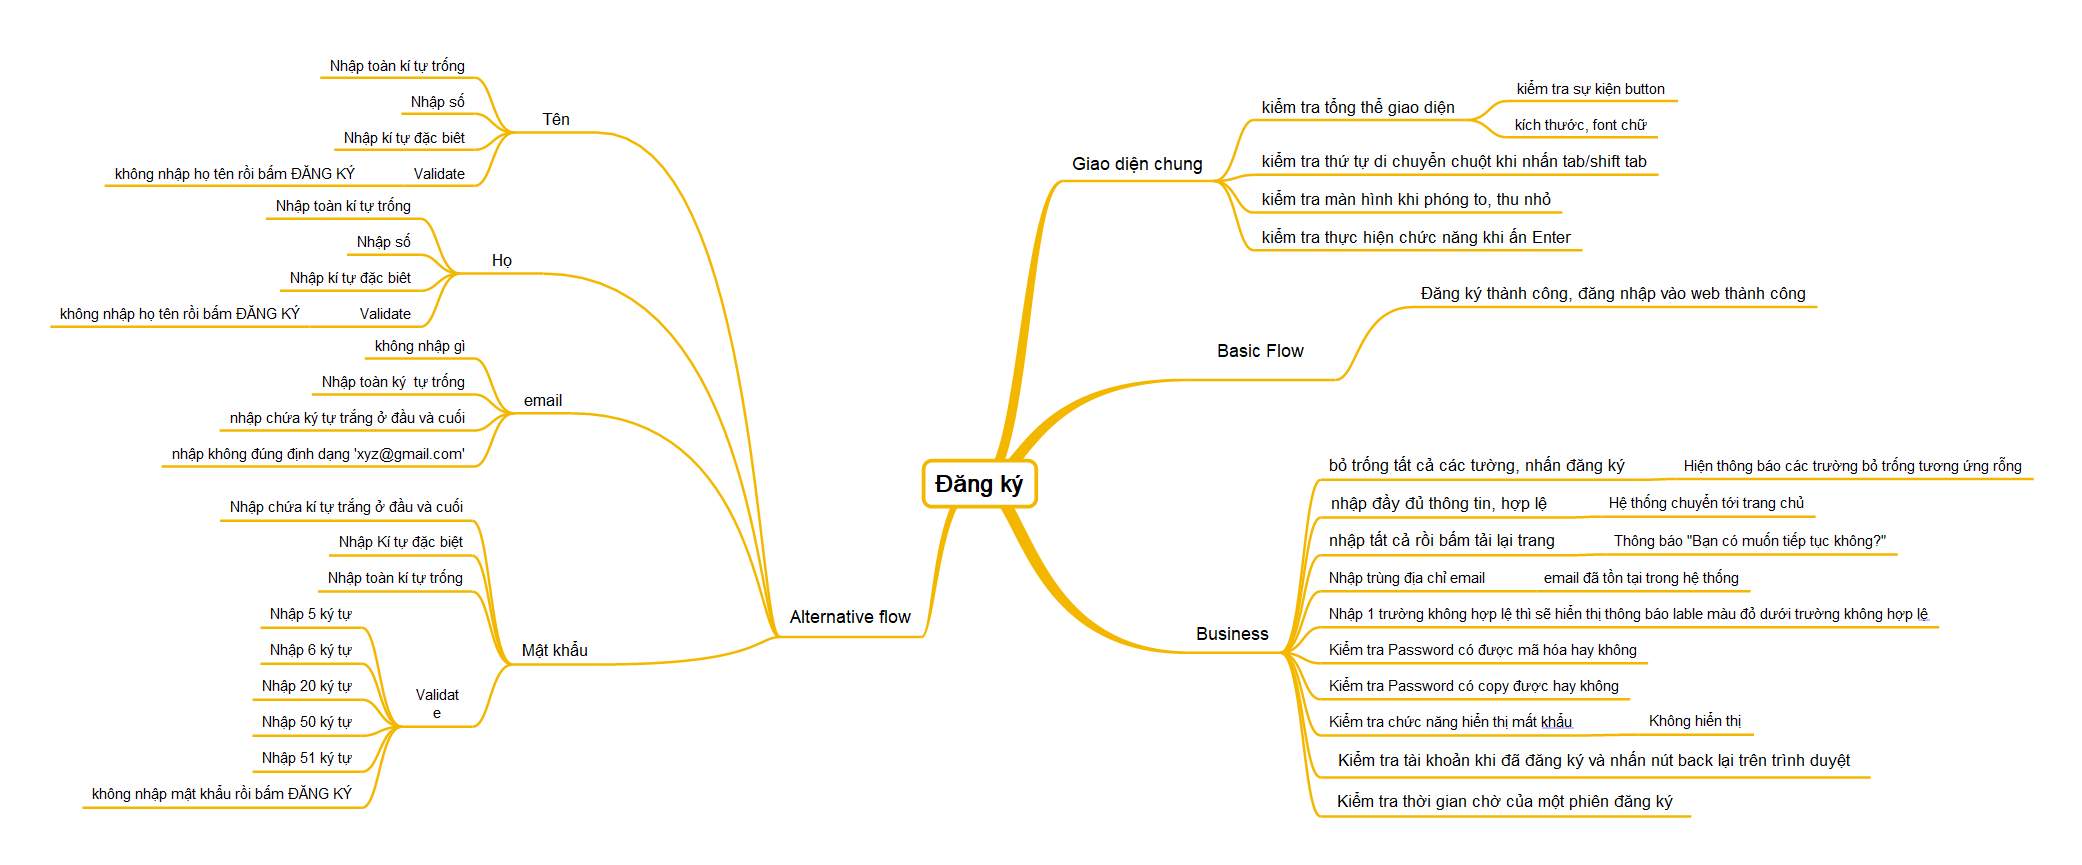 Đăng ký
Giao diện chung
kiểm tra tổng thể giao diện
kiểm tra sự kiện button
kích thước, font chữ
kiểm tra thứ tự di chuyển chuột khi nhấn tab/shift tab
kiểm tra màn hình khi phóng to, thu nhỏ
kiểm tra thực hiện chức năng khi ấn Enter
Basic Flow
Đăng ký thành công, đăng nhập vào web thành công
Business
bỏ trống tất cả các tường, nhấn đăng ký
Hiện thông báo các trường bỏ trống tương ứng rỗng
nhập đầy đủ thông tin, hợp lệ
Hệ thống chuyển tới trang chủ
nhập tất cả rồi bấm tải lại trang
Thông báo "Bạn có muốn tiếp tục không?"
Nhập trùng địa chỉ email
email đã tồn tại trong hệ thống
Nhập 1 trường không hợp lệ thì sẽ hiển thị thông báo lable màu đỏ dưới trường không hợp lệ
Kiểm tra Password có được mã hóa hay không
Kiểm tra Password có copy được hay không
Kiểm tra chức năng hiển thị mất khẩu
Không hiển thị
Kiểm tra tài khoản khi đã đăng ký và nhấn nút back lại trên trình duyệt
Kiểm tra thời gian chờ của một phiên đăng ký
Alternative flow
Tên
Nhập toàn kí tự trống
Nhập số
Nhập kí tự đặc biêt
Validate
không nhập họ tên rồi bấm ĐĂNG KÝ
Họ
Nhập toàn kí tự trống
Nhập số
Nhập kí tự đặc biêt
Validate
không nhập họ tên rồi bấm ĐĂNG KÝ
email
không nhập gì
Nhập toàn ký  tự trống
nhập chứa ký tự trắng ở đầu và cuối
nhập không đúng định dạng 'xyz@gmail.com'
Mật khẩu
Nhập chứa kí tự trắng ở đầu và cuối
Nhập Kí tự đặc biệt
Nhập toàn kí tự trống
Validat
e
Nhập 5 ký tự
Nhập 6 ký tự
Nhập 20 ký tự
Nhập 50 ký tự
Nhập 51 ký tự
không nhập mật khẩu rồi bấm ĐĂNG KÝ